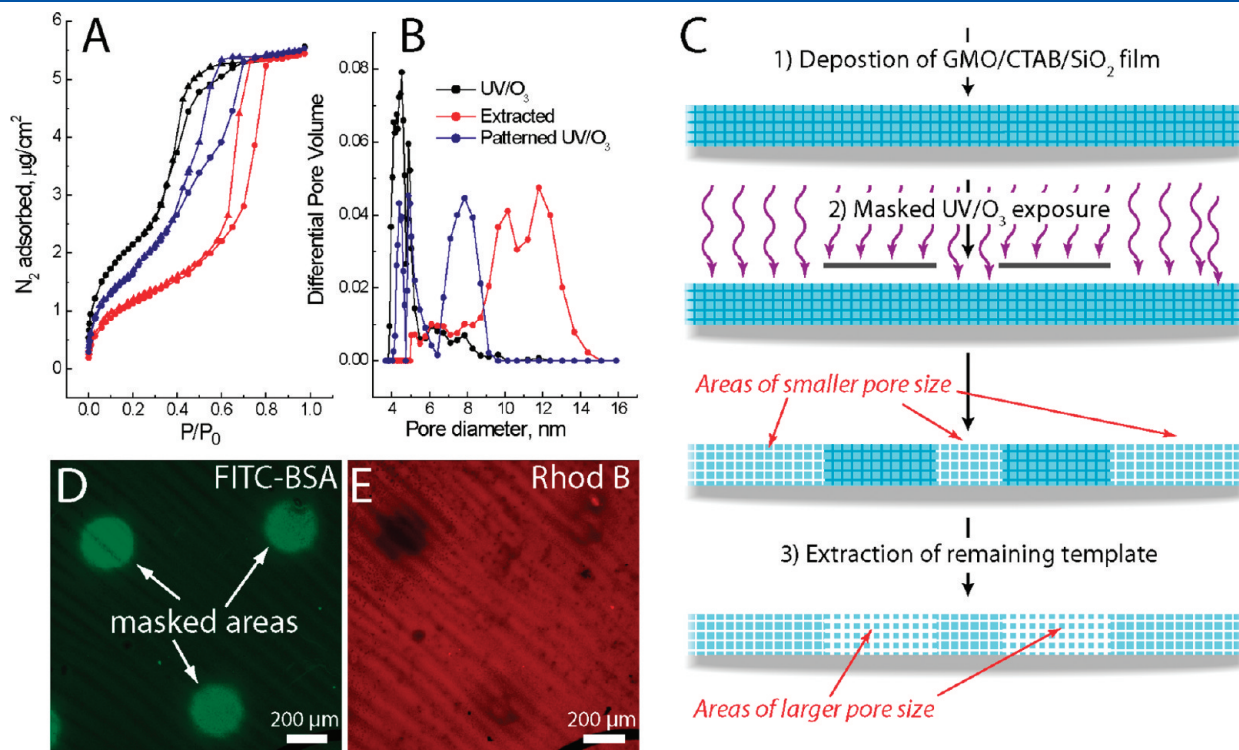 A
N2 adsorbed, μg/cm2
6
5
4
3
2
1
0
0.0 0.2 0.4 0.6 0.8 1.0
P/P0
B
Differential Pore Volume
0.08
0.06
0.04
0.02
0.00
UV/O3
Extracted
Patterned UV/O3
4 6 8 10 12 14 16
Pore diameter, nm
C
1) Depostion of GMO/CTAB/SiO2 film
2) Masked UV/O3 exposure
Areas of smaller pore size
3) Extraction of remaining template
Areas of larger pore size
D
FITC-BSA
masked areas
200 μm
E
Rhod B
200 μm